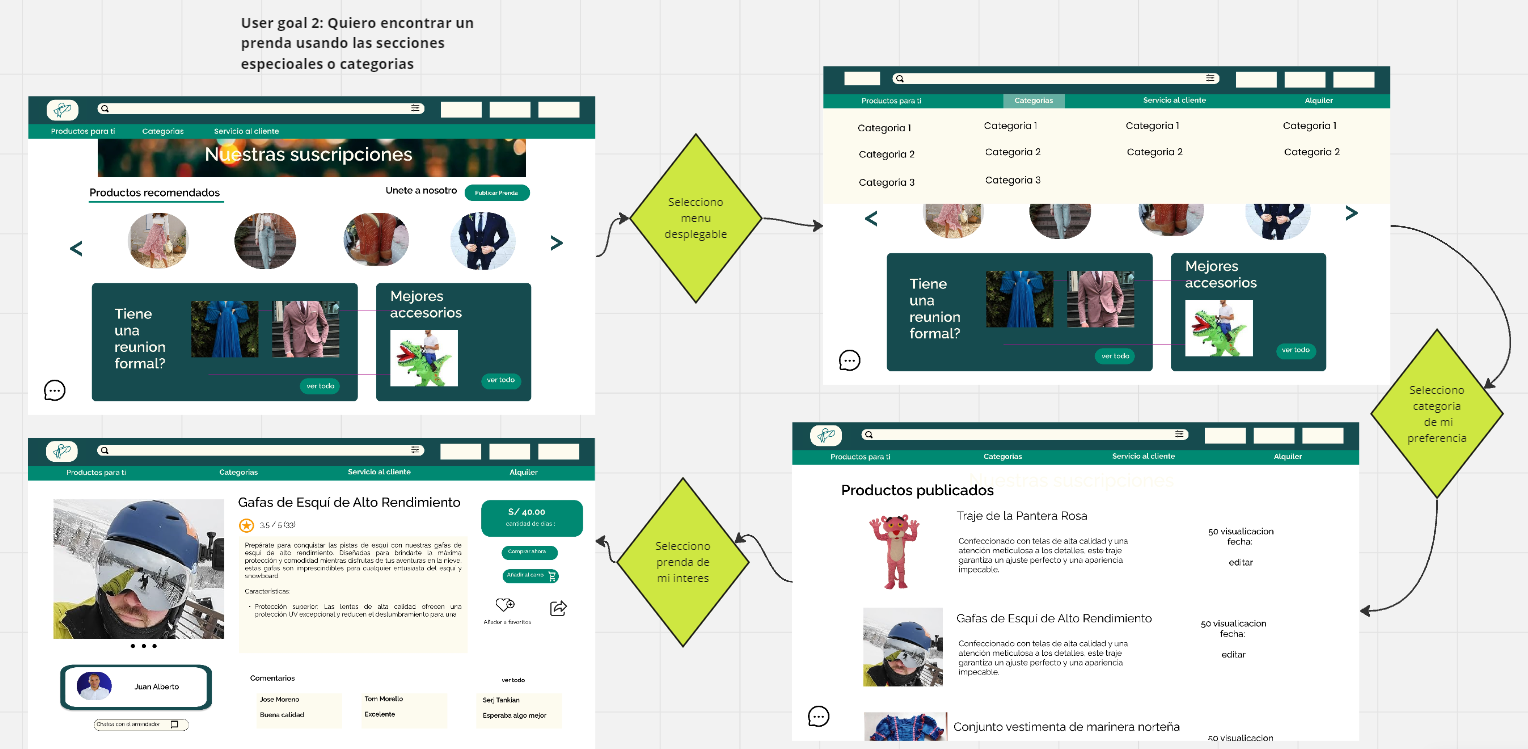 User goal 2: Quiero encontrar un
prenda usando las secciones
especioales o categorias
Productos para ti
Categorías
Servicio al cliente
Nuestras suscripciones
Productos recomendados
Unete a nosotro
Publicar Prenda
<
>
Tiene
una
reunion
formal?
ver todo
Mejores
accesorios
ver todo
Selecciono
menu
desplegable
Productos para ti
Categorías
Servicio al cliente
Alquiler
Categoria 1
Categoria 1
Categoria 1
Categoria 1
Categoria 2
Categoria 2
Categoria 2
Categoria 2
Categoria 3
Categoria 3
<
>
Tiene
una
reunion
formal?
ver todo
Mejores
accesorios
ver todo
Selecciono
categoria
de mi
preferencia
Productos para ti
Categorías
Servicio al cliente
Alquiler
Nuestras suscripciones
Productos publicados
Traje de la Pantera Rosa
Confeccionado con telas de alta calidad y una
atención meticulosa a los detalles, este traje
garantiza un ajuste perfecto y una apariencia
impecable.
50 visualicacion
fecha:
editar
Gafas de Esquí de Alto Rendimiento
Confeccionado con telas de alta calidad y una
atención meticulosa a los detalles, este traje
garantiza un ajuste perfecto y una apariencia
impecable.
50 visualicacion
fecha:
editar
Conjunto vestimenta de marinera norteña
50 visualicacion
Selecciono
prenda de
mi interes
Productos para ti
Categorías
Servicio al cliente
Alquiler
Gafas de Esquí de Alto Rendimiento
3.5 / 5 (33)
Prepárate para conquistar las pistas de esquí con nuestras gafas de
esquí de alto rendimiento. Diseñadas para brindarte la máxima
protección y comodidad mientras disfrutas de tus aventuras en la nieve,
estas gafas son imprescindibles para cualquier entusiasta del esquí y
snowboard.
Características:
• Protección superior: Las lentes de alta calidad ofrecen una
protección UV excepcional y reducen el deslumbramiento para una
S/ 40.00
cantidad de días :
Comprar ahora
Añadir al carro
Añadir a favoritos
Juan Alberto
Chatea con el arrendador
Comentarios
ver todo
Jose Moreno
Buena calidad
Tom Morello
Excelente
Serj Tankian
Esperaba algo mejor